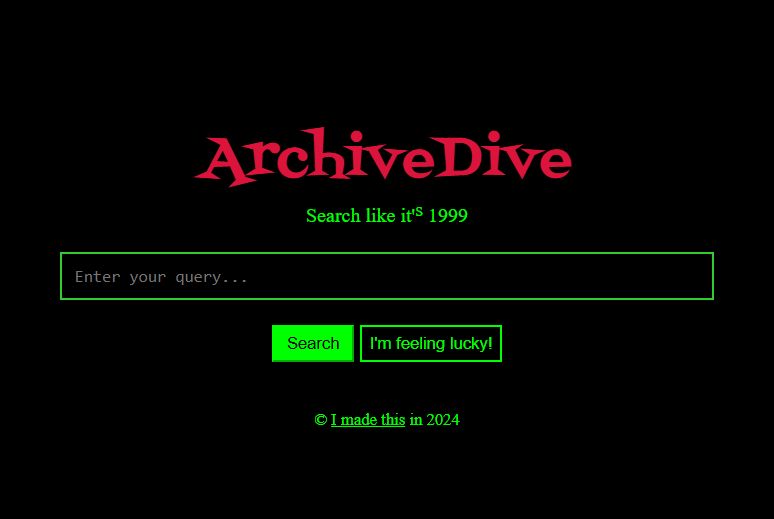 ArchiveDive
Search like it's 1999
Enter your query...
Search I'm feeling lucky!
© I made this in 2024